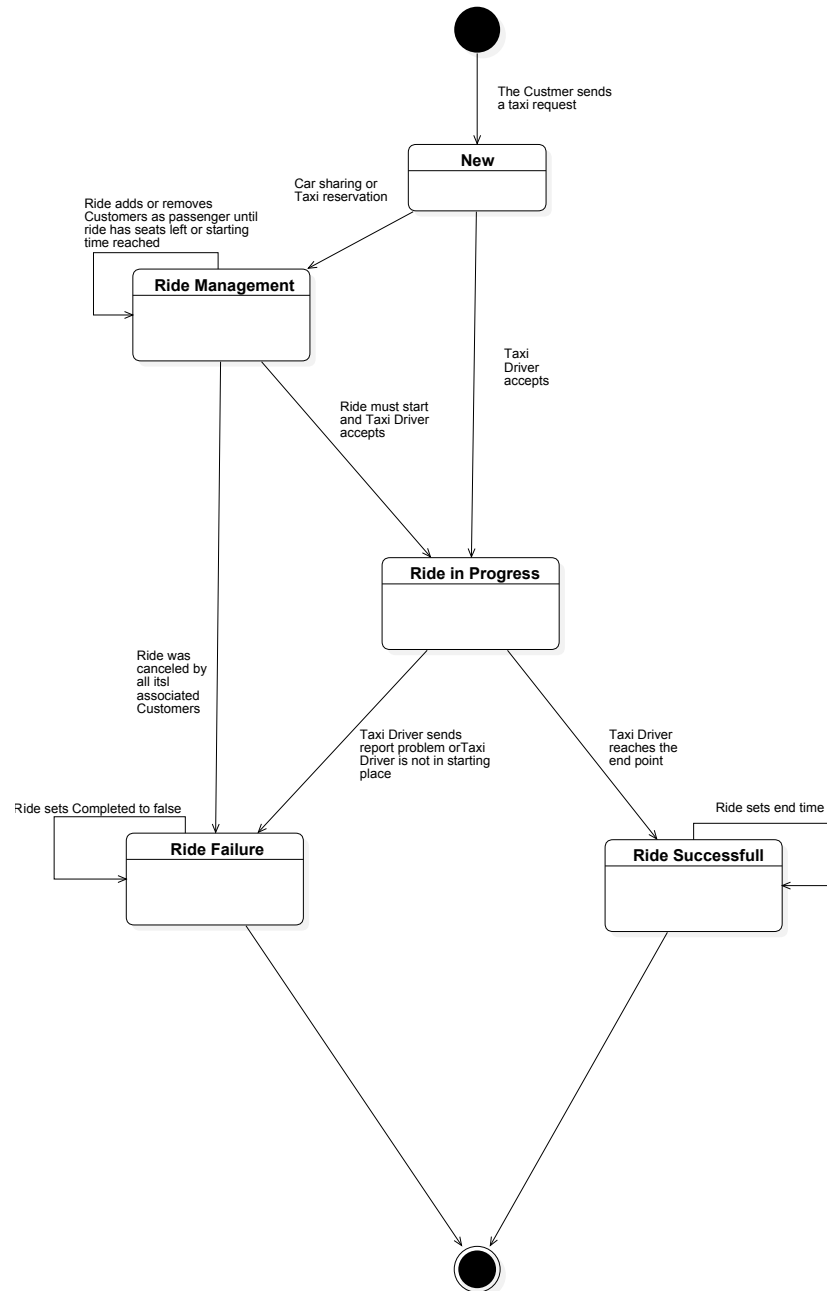 The Custmer sends
a taxi request
New
Car sharing or
Taxi reservation
Ride adds or removes
Customers as passenger until
ride has seats left or starting
time reached
Ride Management
Taxi
Driver
accepts
Ride must start
and Taxi Driver
accepts
Ride in Progress
Ride was
canceled by
all itsl
associated
Customers
Taxi Driver sends
report problem orTaxi
Driver is not in starting
place
Taxi Driver
reaches the
end point
Ride sets Completed to false
Ride sets end time
Ride Failure
Ride Successfull